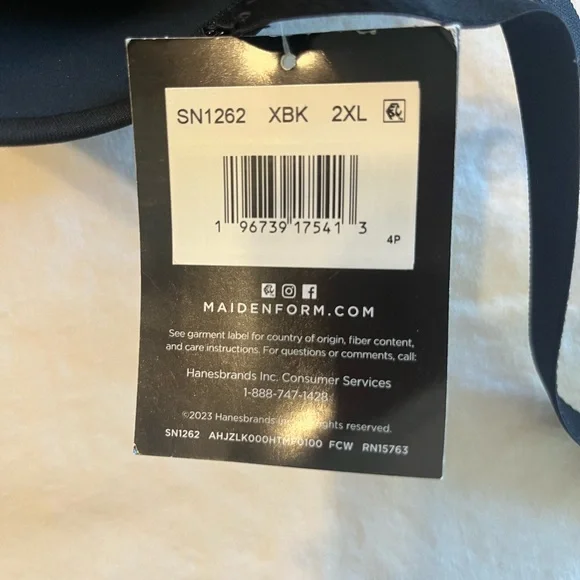 SN1262 XBK 2XL
1 96739 17541 3
4P
MAIDENFORM.COM
See garment label for country of origin, fiber content,
and care instructions. For questions or comments, call:
Hanesbrands Inc. Consumer Services
1-888-747-1428
©2023 Hanesbrands rights reserved.
SN1262 FCW RN15763